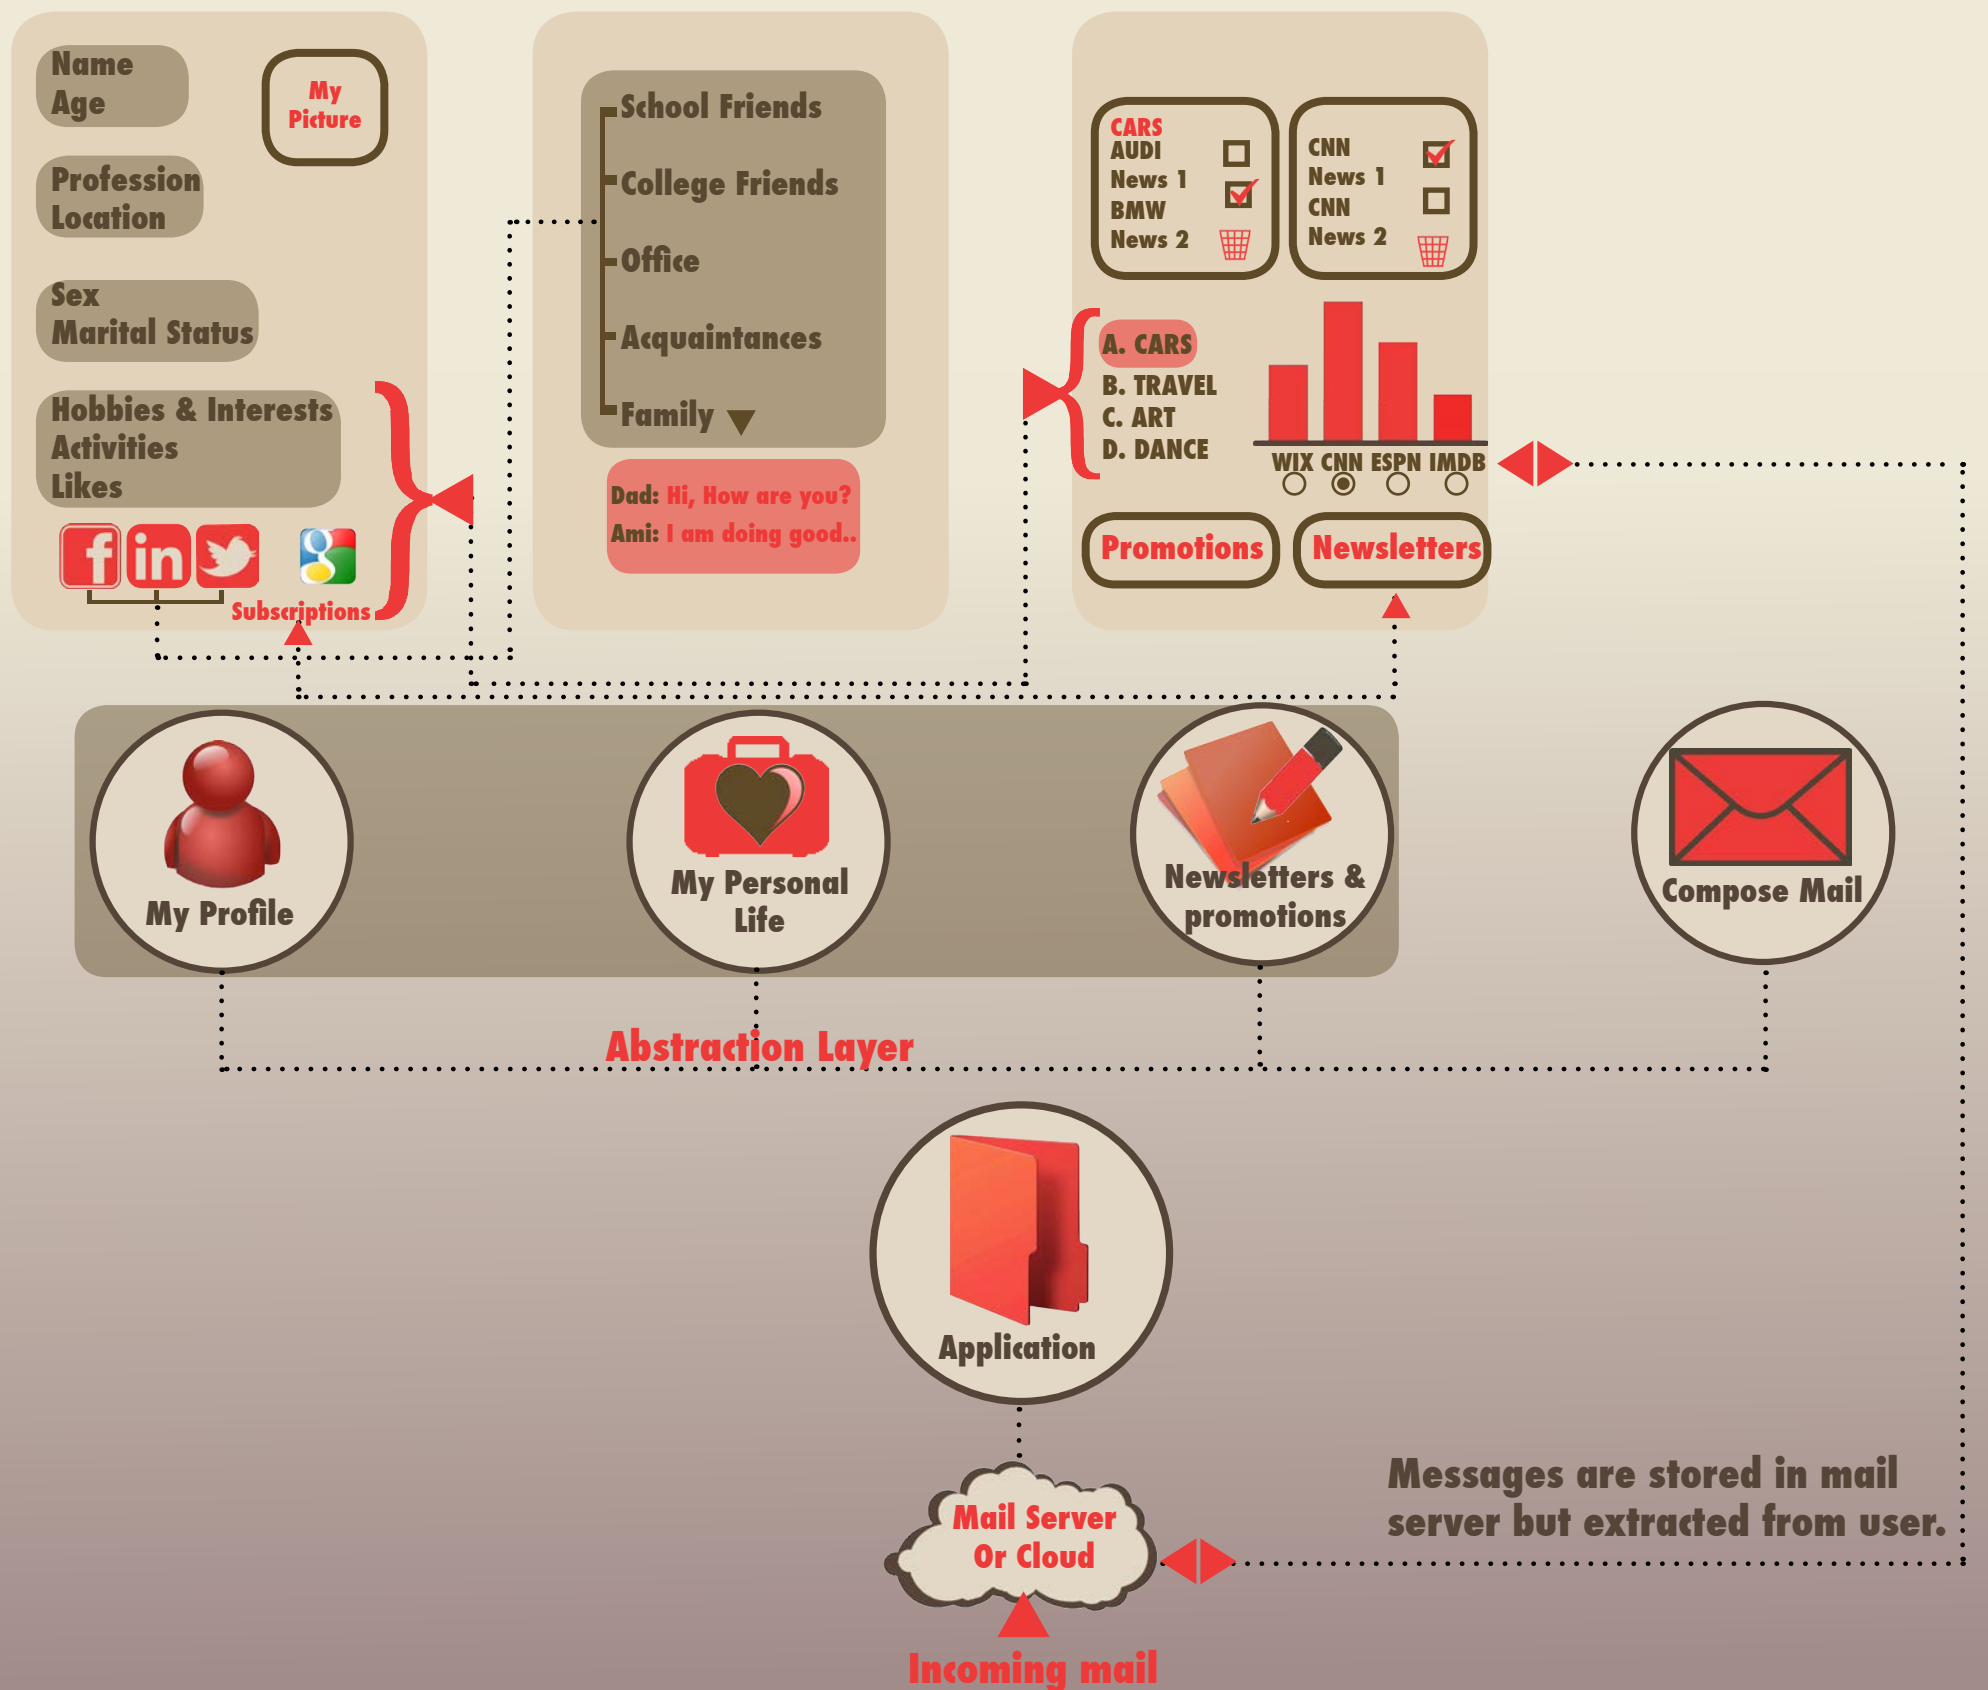 Name
Age
My
Picture
Profession
Location
Sex
Marital Status
Hobbies & Interests
Activities
Likes
f
in
g
Subscriptions
School Friends
College Friends
Office
Acquaintances
Family
Dad: Hi, How are you?
Ami: I am doing good..
CARS
AUDI
News 1
BMW
News 2
CNN
News 1
CNN
News 2
A. CARS
B. TRAVEL
C. ART
D. DANCE
WIX CNN ESPN IMDB
Promotions
Newsletters
My Profile
My Personal
Life
Newsletters &
promotions
Compose Mail
Abstraction Layer
Application
Mail Server
Or Cloud
Messages are stored in mail
server but extracted from user.
Incoming mail